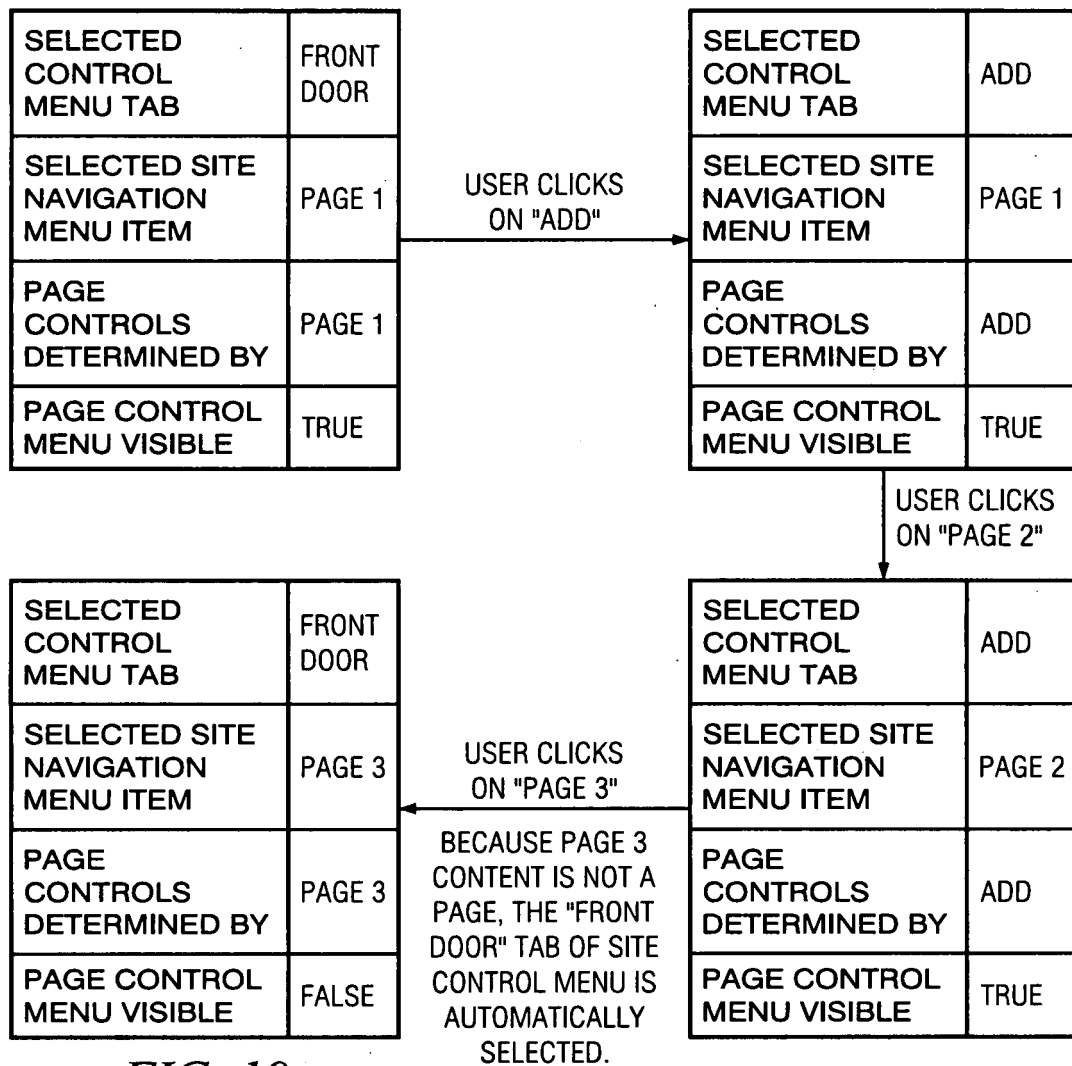 SELECTED
CONTROL
MENU TAB
FRONT
DOOR
SELECTED SITE
NAVIGATION
MENU ITEM
PAGE 1
PAGE
CONTROLS
DETERMINED BY
PAGE 1
PAGE CONTROL
MENU VISIBLE
TRUE
USER CLICKS
ON "ADD"
SELECTED
CONTROL
MENU TAB
ADD
SELECTED SITE
NAVIGATION
MENU ITEM
PAGE 1
PAGE
CONTROLS
DETERMINED BY
ADD
PAGE CONTROL
MENU VISIBLE
TRUE
USER CLICKS
ON "PAGE 2"
SELECTED
CONTROL
MENU TAB
ADD
SELECTED SITE
NAVIGATION
MENU ITEM
PAGE 2
PAGE
CONTROLS
DETERMINED BY
ADD
PAGE CONTROL
MENU VISIBLE
TRUE
USER CLICKS
ON "PAGE 3"
BECAUSE PAGE 3
CONTENT IS NOT A
PAGE, THE "FRONT
DOOR" TAB OF SITE
CONTROL MENU IS
AUTOMATICALLY
SELECTED.
SELECTED
CONTROL
MENU TAB
FRONT
DOOR
SELECTED SITE
NAVIGATION
MENU ITEM
PAGE 3
PAGE
CONTROLS
DETERMINED BY
PAGE 3
PAGE CONTROL
MENU VISIBLE
FALSE